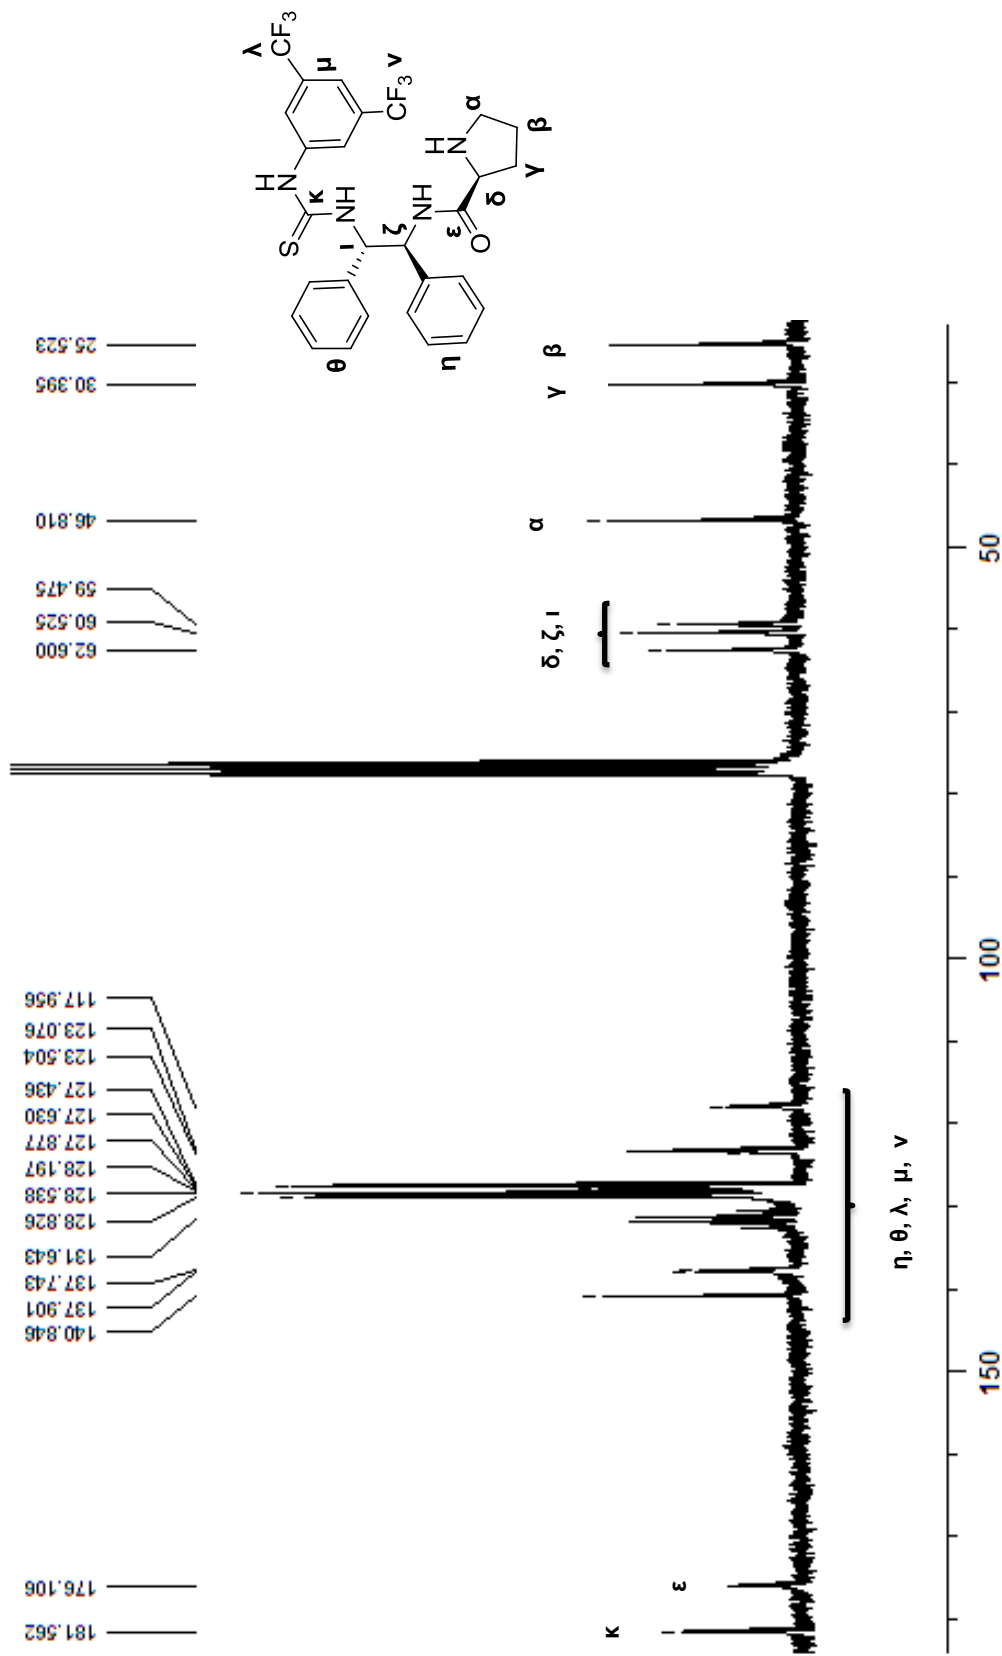 λ
CF3
μ
CF3
ν
H
N
κ
S
NH
ι
ζ
NH
ε
O
HN
α
β
γ
δ
θ
η
25.523
30.395
46.810
59.475
60.525
62.600
117.956
123.076
123.504
127.436
127.630
127.877
128.197
128.538
128.826
131.643
137.743
137.901
140.846
176.106
181.562
β
γ
α
δ, ζ, ι
η, θ, λ, μ, ν
ε
κ
50
100
150